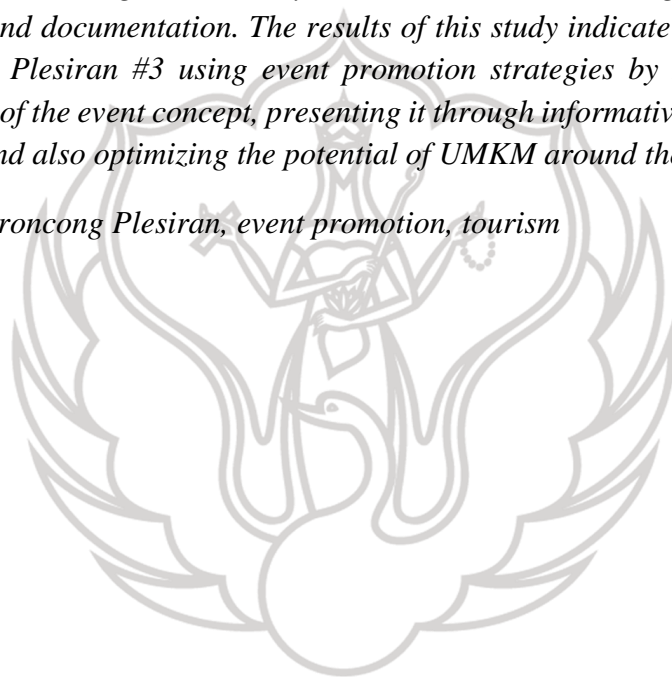 nd documentation. The results of this study indicate
Plesiran #3 using event promotion strategies by
of the event concept, presenting it through informativ
nd also optimizing the potential of UMKM around the
roncong Plesiran, event promotion, tourism